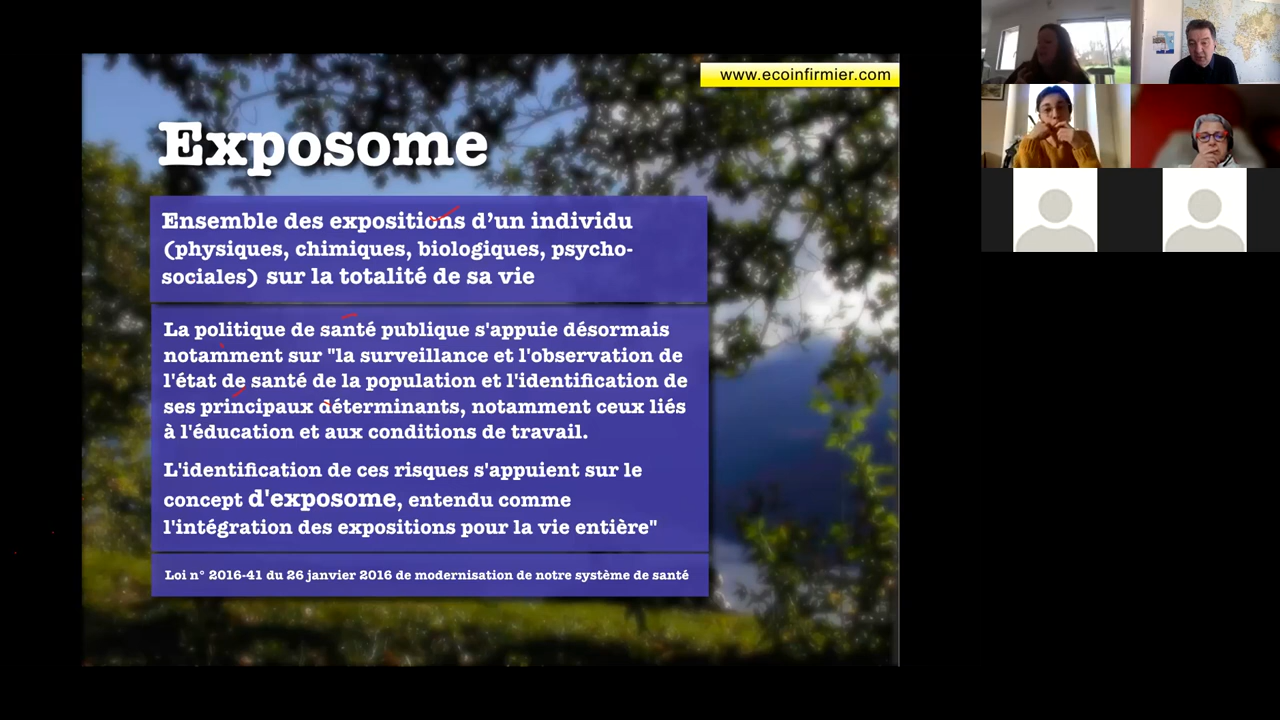 www.ecoinfirmier.com
Exposome
Ensemble des expositions d’un individu
(physiques, chimiques, biologiques, psycho-
sociales) sur la totalité de sa vie
La politique de santé publique s'appuie désormais
notamment sur "la surveillance et l'observation de
l'état de santé de la population et l'identification de
ses principaux déterminants, notamment ceux liés
à l'éducation et aux conditions de travail.
L'identification de ces risques s'appuient sur le
concept d'exposome, entendu comme
l'intégration des expositions pour la vie entière"
Loi n° 2016-41 du 26 janvier 2016 de modernisation de notre système de santé